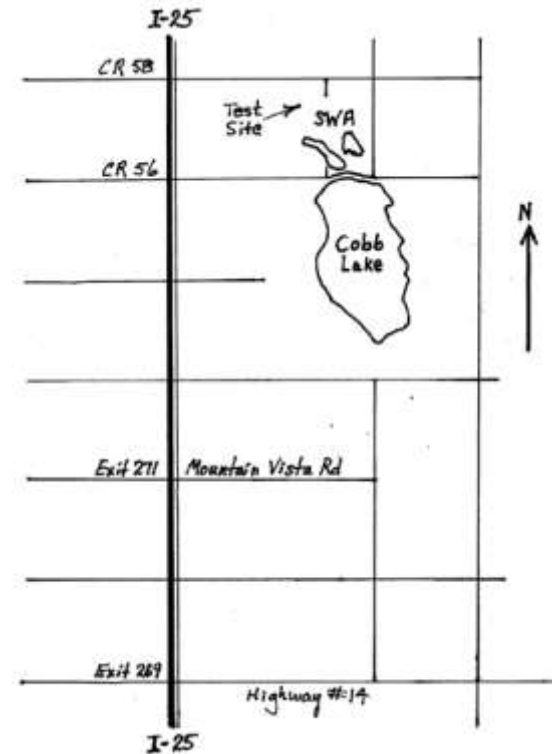 I-25
CR 58
Test
Site
SWA
CR 56
N
Cobb
Lake
Exit 271 Mountain Vista Rd
Exit 269
Highway #14
I-25